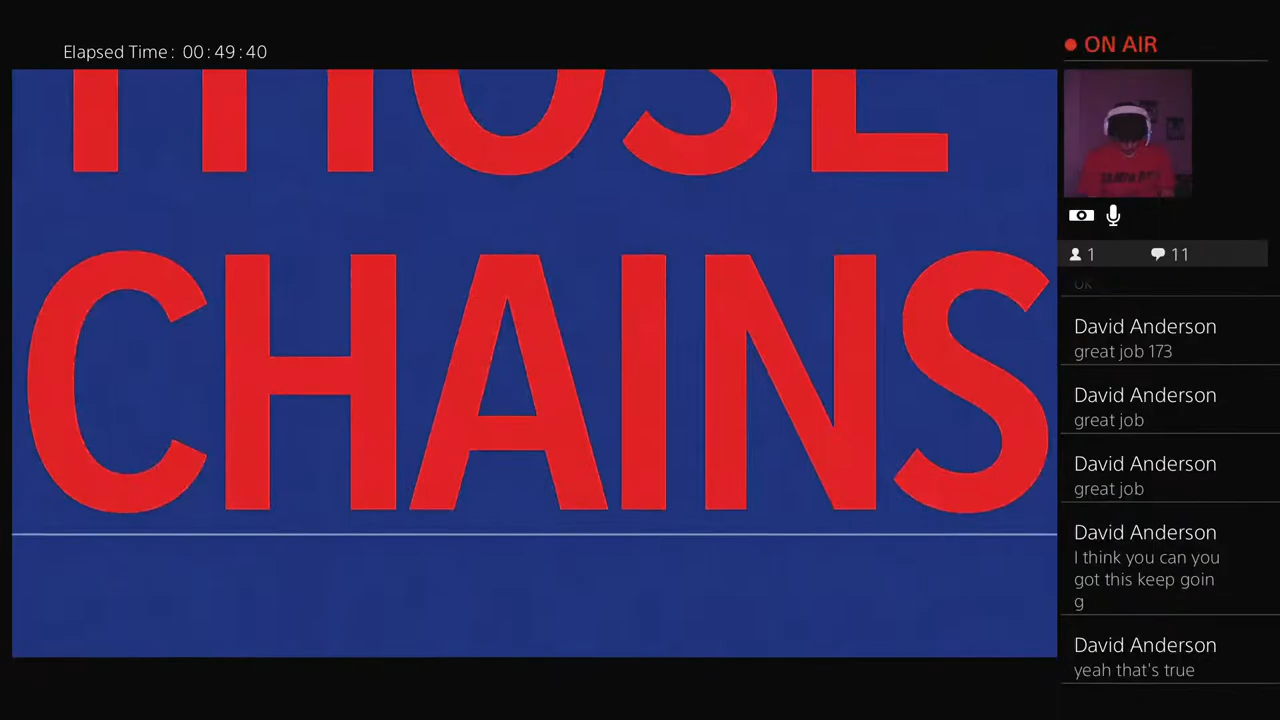 Elapsed Time: 00:49:40
ON AIR
THOSE
CHAINS
1
11
OK
David Anderson
great job 173
David Anderson
great job
David Anderson
great job
David Anderson
I think you can you
got this keep goin
g
David Anderson
yeah that's true